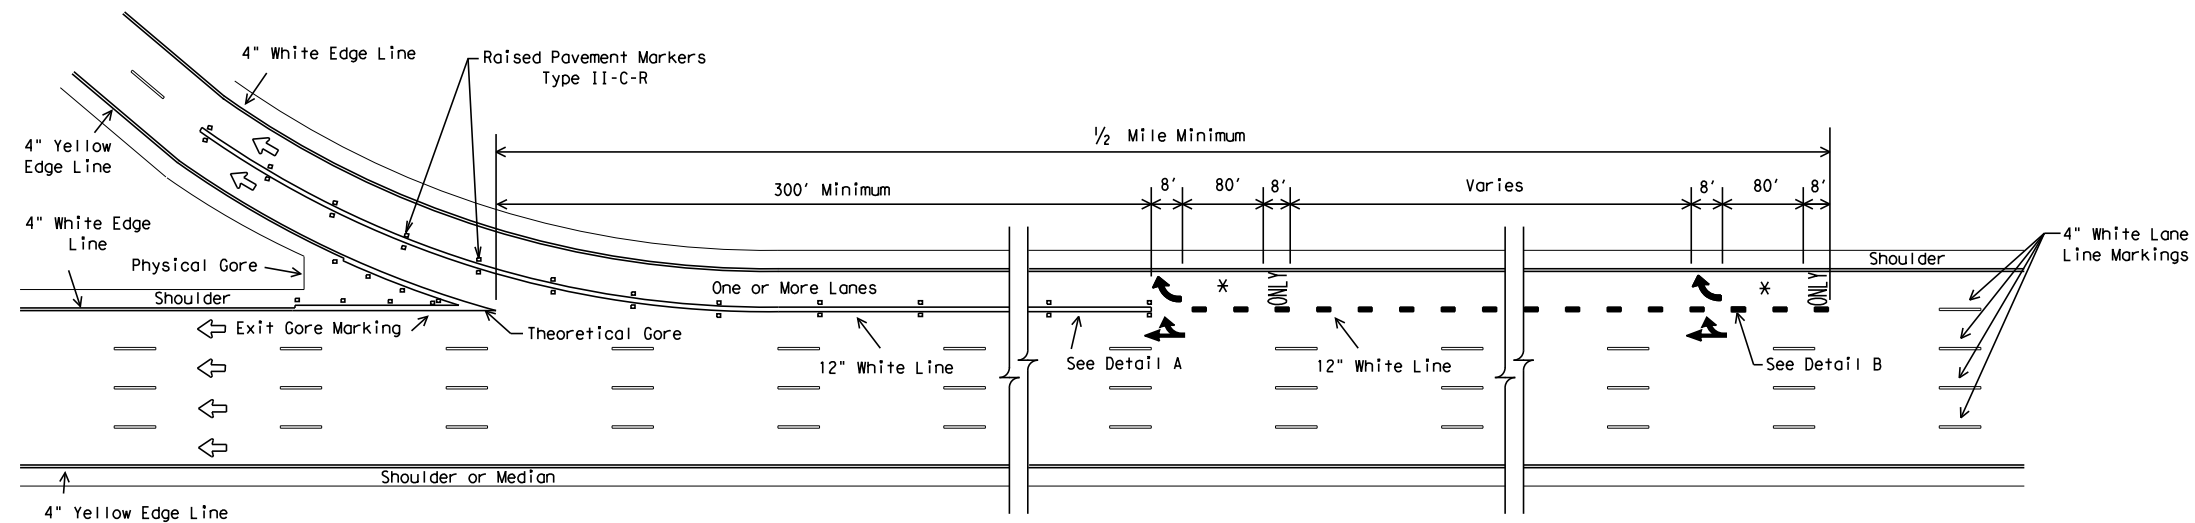 4" White Edge Line
Raised Pavement Markers
Type II-C-R
4" Yellow
Edge Line
½ Mile Minimum
300' Minimum
8'
80'
8'
Varies
8'
80'
8'
4" White Edge
Line
4" White Lane
Line Markings
Physical Gore
Shoulder
Shoulder
One or More Lanes
*
ONLY
*
ONLY
Exit Gore Marking
Theoretical Gore
12" White Line
See Detail A
12" White Line
See Detail B
Shoulder or Median
4" Yellow Edge Line